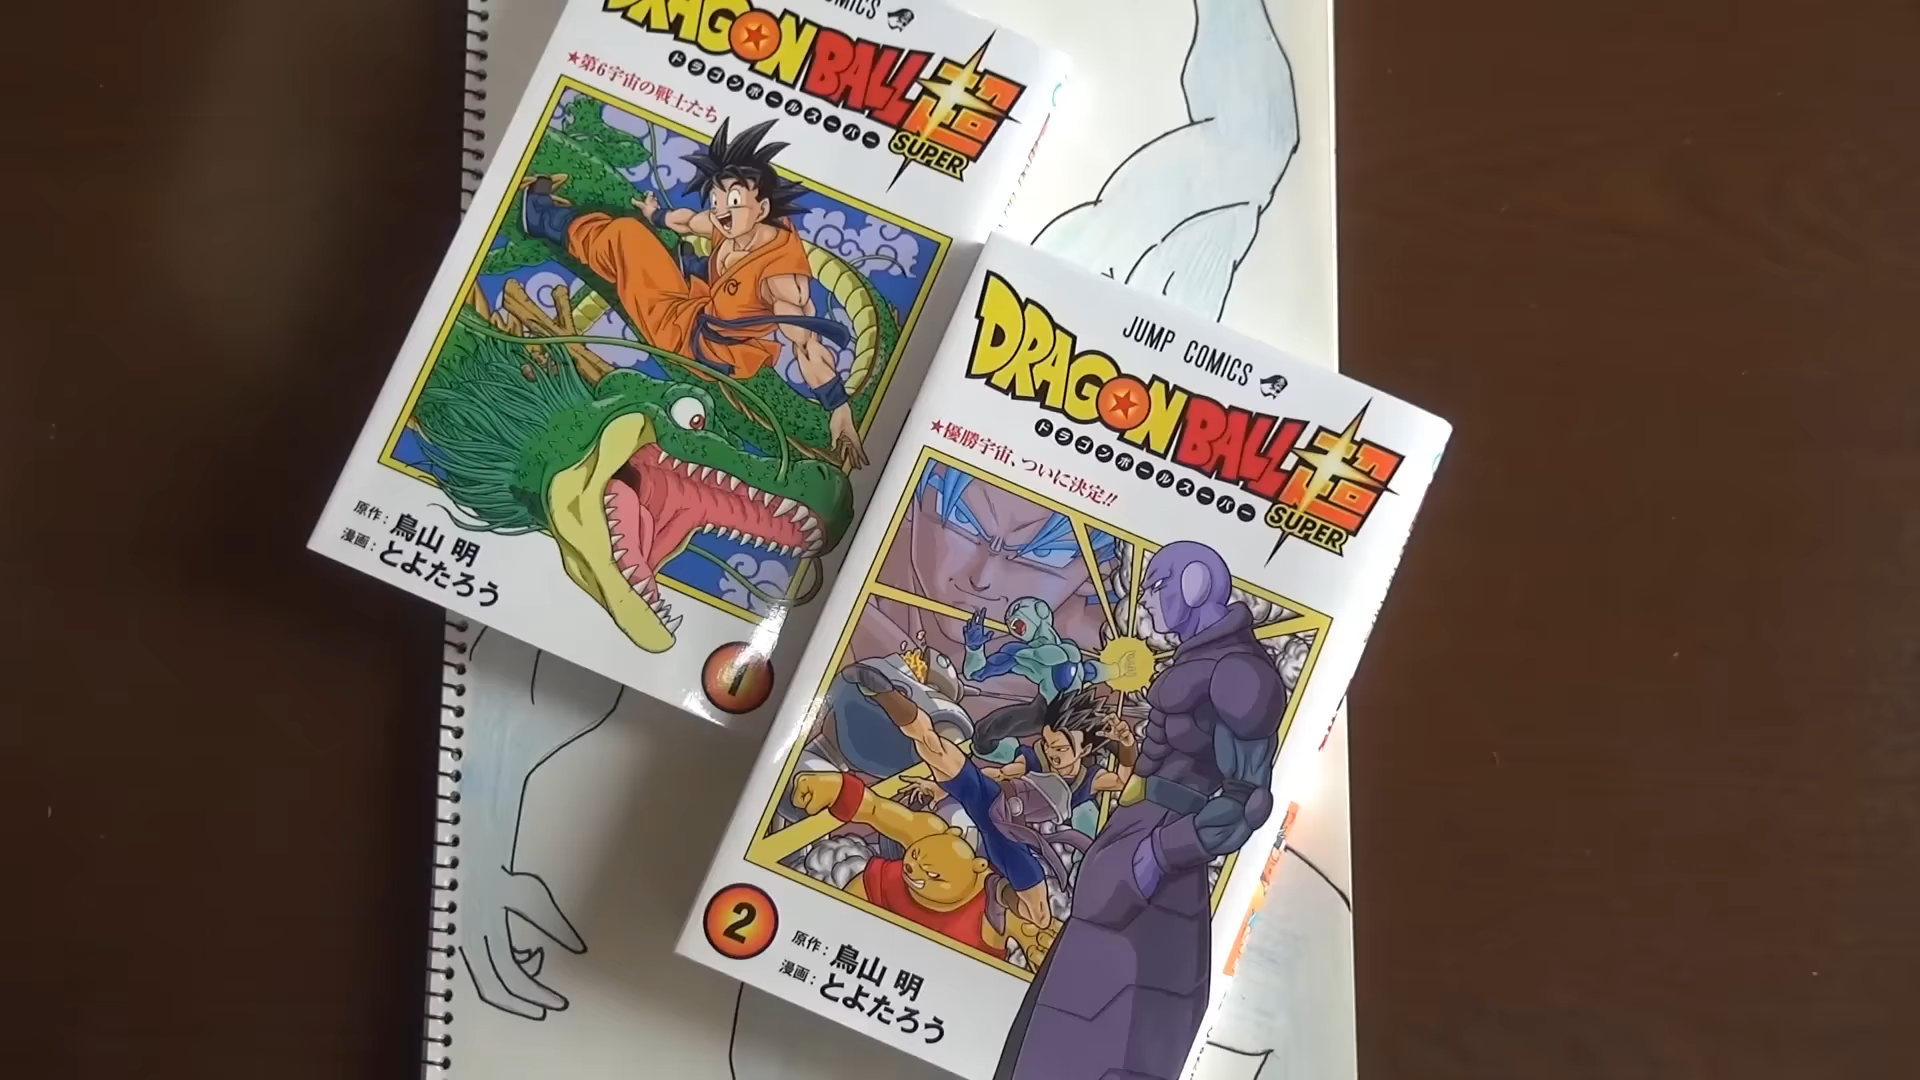 COMICS
DRAGON BALL 超
ドラゴンボールスーパー
SUPER
★第6宇宙の戦士たち
原作：鳥山 明
漫画：とよたろう
1
JUMP COMICS
DRAGON BALL 超
ドラゴンボールスーパー
SUPER
★優勝宇宙、ついに決定!!
2
原作：鳥山 明
漫画：とよたろう